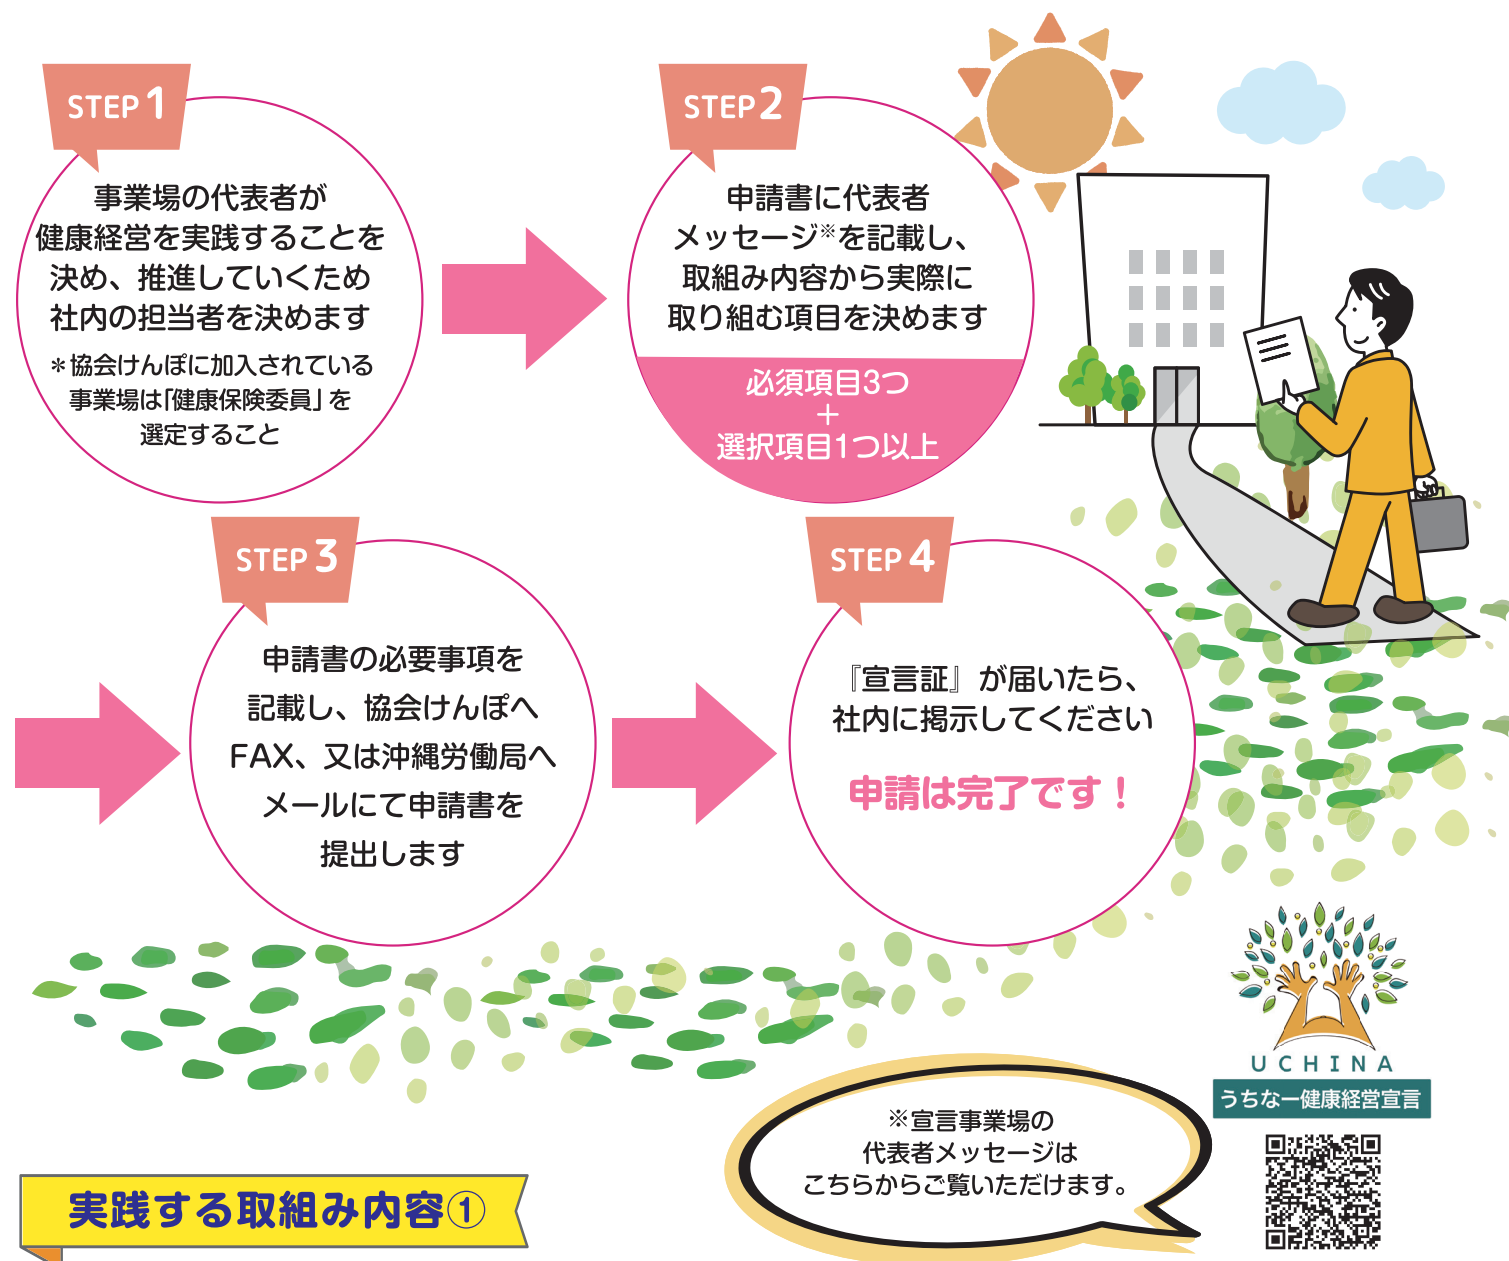 STEP 1
事業場の代表者が
健康経営を実践することを
決め、推進していくため
社内の担当者を決めます
＊協会けんぽに加入されている
事業場は「健康保険委員」を
選定すること
STEP 2
申請書に代表者
メッセージ※を記載し、
取組み内容から実際に
取り組む項目を決めます
必須項目3つ
＋
選択項目1つ以上
STEP 3
申請書の必要事項を
記載し、協会けんぽへ
FAX、又は沖縄労働局へ
メールにて申請書を
提出します
STEP 4
『宣言証』が届いたら、
社内に掲示してください
申請は完了です！
UCHINA
うちなー健康経営宣言
※宣言事業場の
代表者メッセージは
こちらからご覧いただけます。
実践する取組み内容①